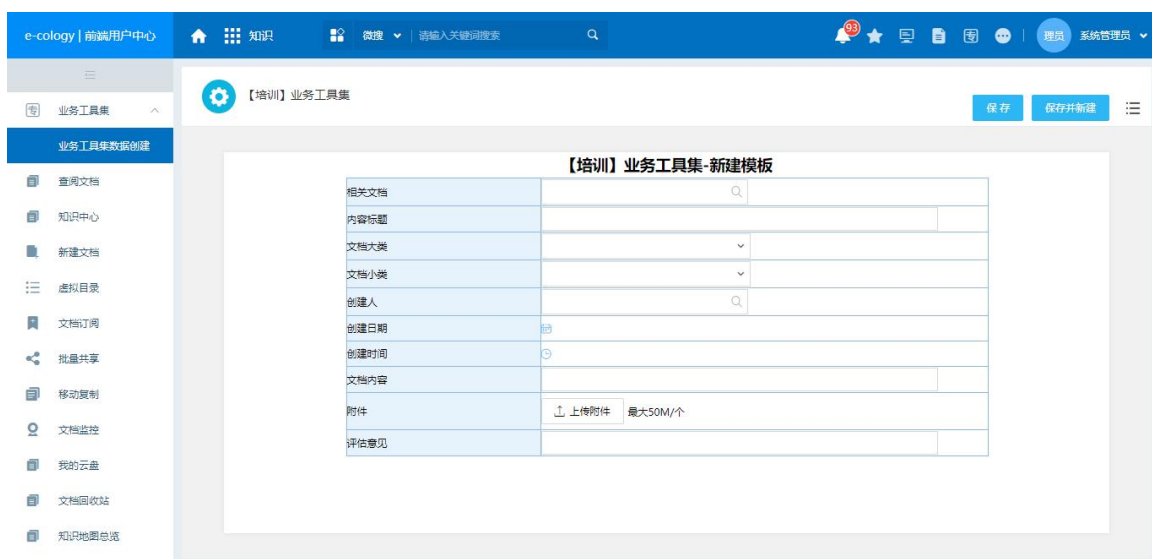 e-cology | 前端用户中心 知识 微搜 请输入关键词搜索 93 理员 系统管理员
业务工具集
业务工具集数据创建
查阅文档
知识中心
新建文档
虚拟目录
文档订阅
批量共享
移动复制
文档监控
我的云盘
文档回收站
知识地图总览
【培训】业务工具集
保存 保存并新建
【培训】业务工具集-新建模板
相关文档
内容标题
文档大类
文档小类
创建人
创建日期
创建时间
文档内容
附件 上传附件 最大50M/个
评估意见